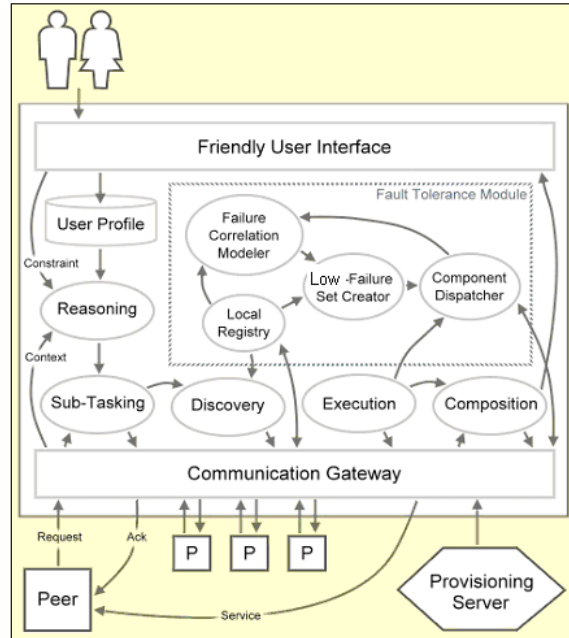 Friendly User Interface
Fault Tolerance Module
User Profile
Failure
Correlation
Modeler
Constraint
Low -Failure
Set Creator
Component
Dispatcher
Reasoning
Local
Registry
Context
Sub-Tasking
Discovery
Execution
Composition
Communication Gateway
Request
Ack
P
P
P
Peer
Service
Provisioning
Server